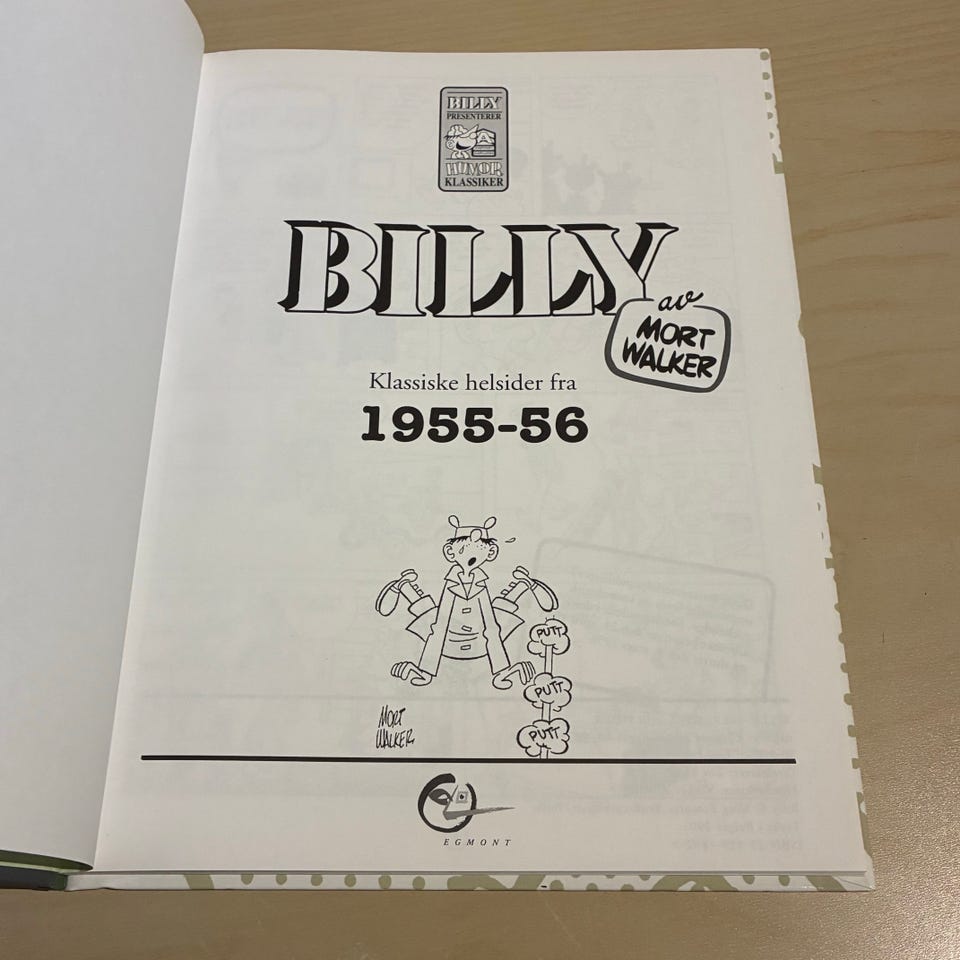 BILLY
PRESENTERER
HUMOR
KLASSIKER
BILLY
av
MORT
WALKER
Klassiske helsider fra
1955-56
PUTT
PUTT
PUTT
MORT
WALKER
EGMONT